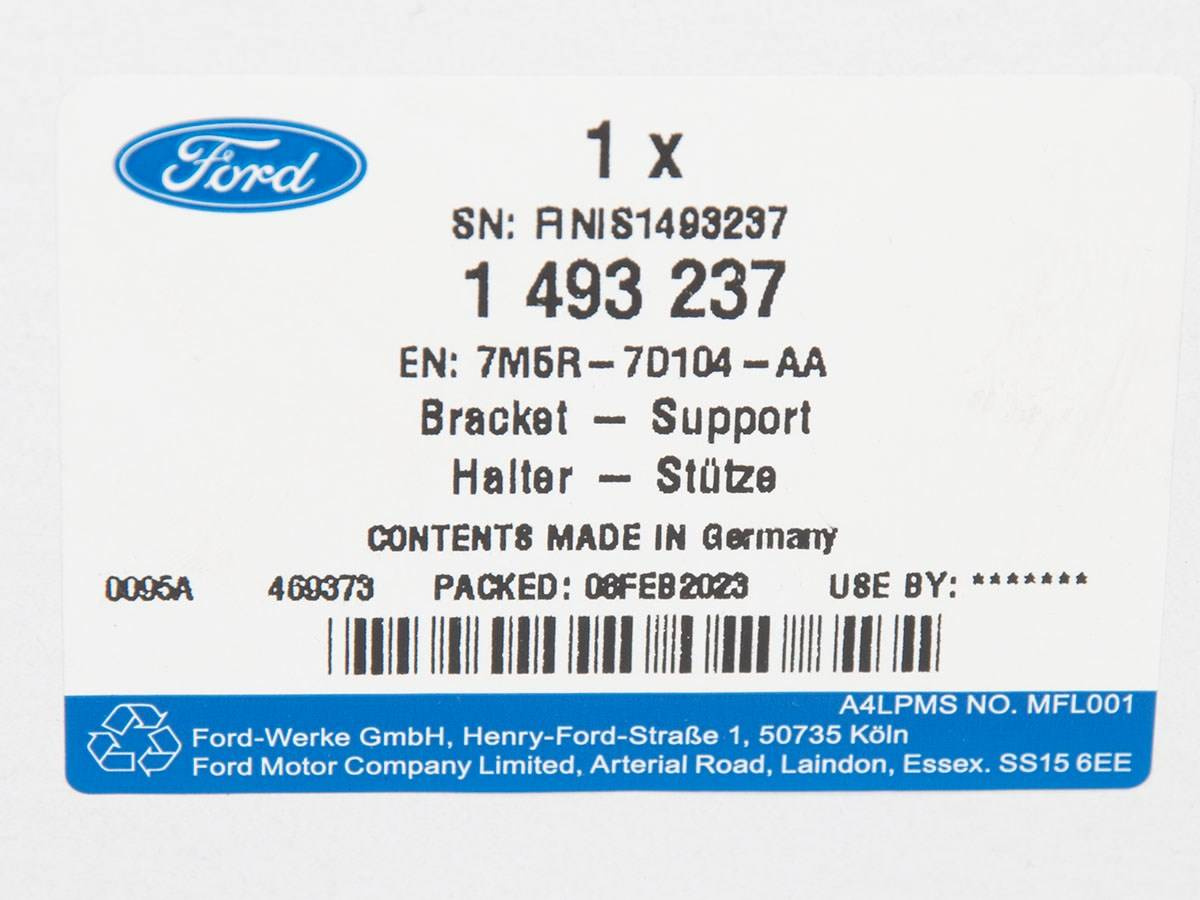 Ford
1 x
SN: FINIS1493237
1 493 237
EN: 7M5R-7D104-AA
Bracket - Support
Halter - Stütze
CONTENTS MADE IN Germany
0095A 469373 PACKED: 06FEB2023 USE BY: *******
A4LPMS NO. MFL001
Ford-Werke GmbH, Henry-Ford-Straße 1, 50735 Köln
Ford Motor Company Limited, Arterial Road, Laindon, Essex. SS15 6EE